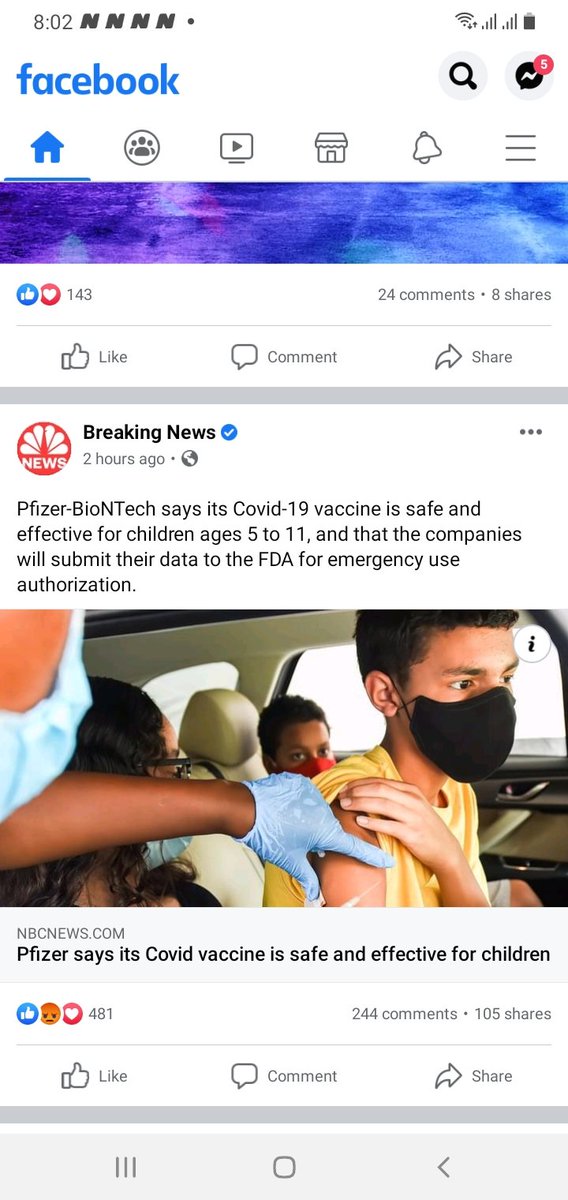 8:02
facebook
5
143
24 comments • 8 shares
Like
Comment
Share
Breaking News
NEWS
2 hours ago •
Pfizer-BioNTech says its Covid-19 vaccine is safe and
effective for children ages 5 to 11, and that the companies
will submit their data to the FDA for emergency use
authorization.
i
NBCNEWS.COM
Pfizer says its Covid vaccine is safe and effective for children
481
244 comments • 105 shares
Like
Comment
Share